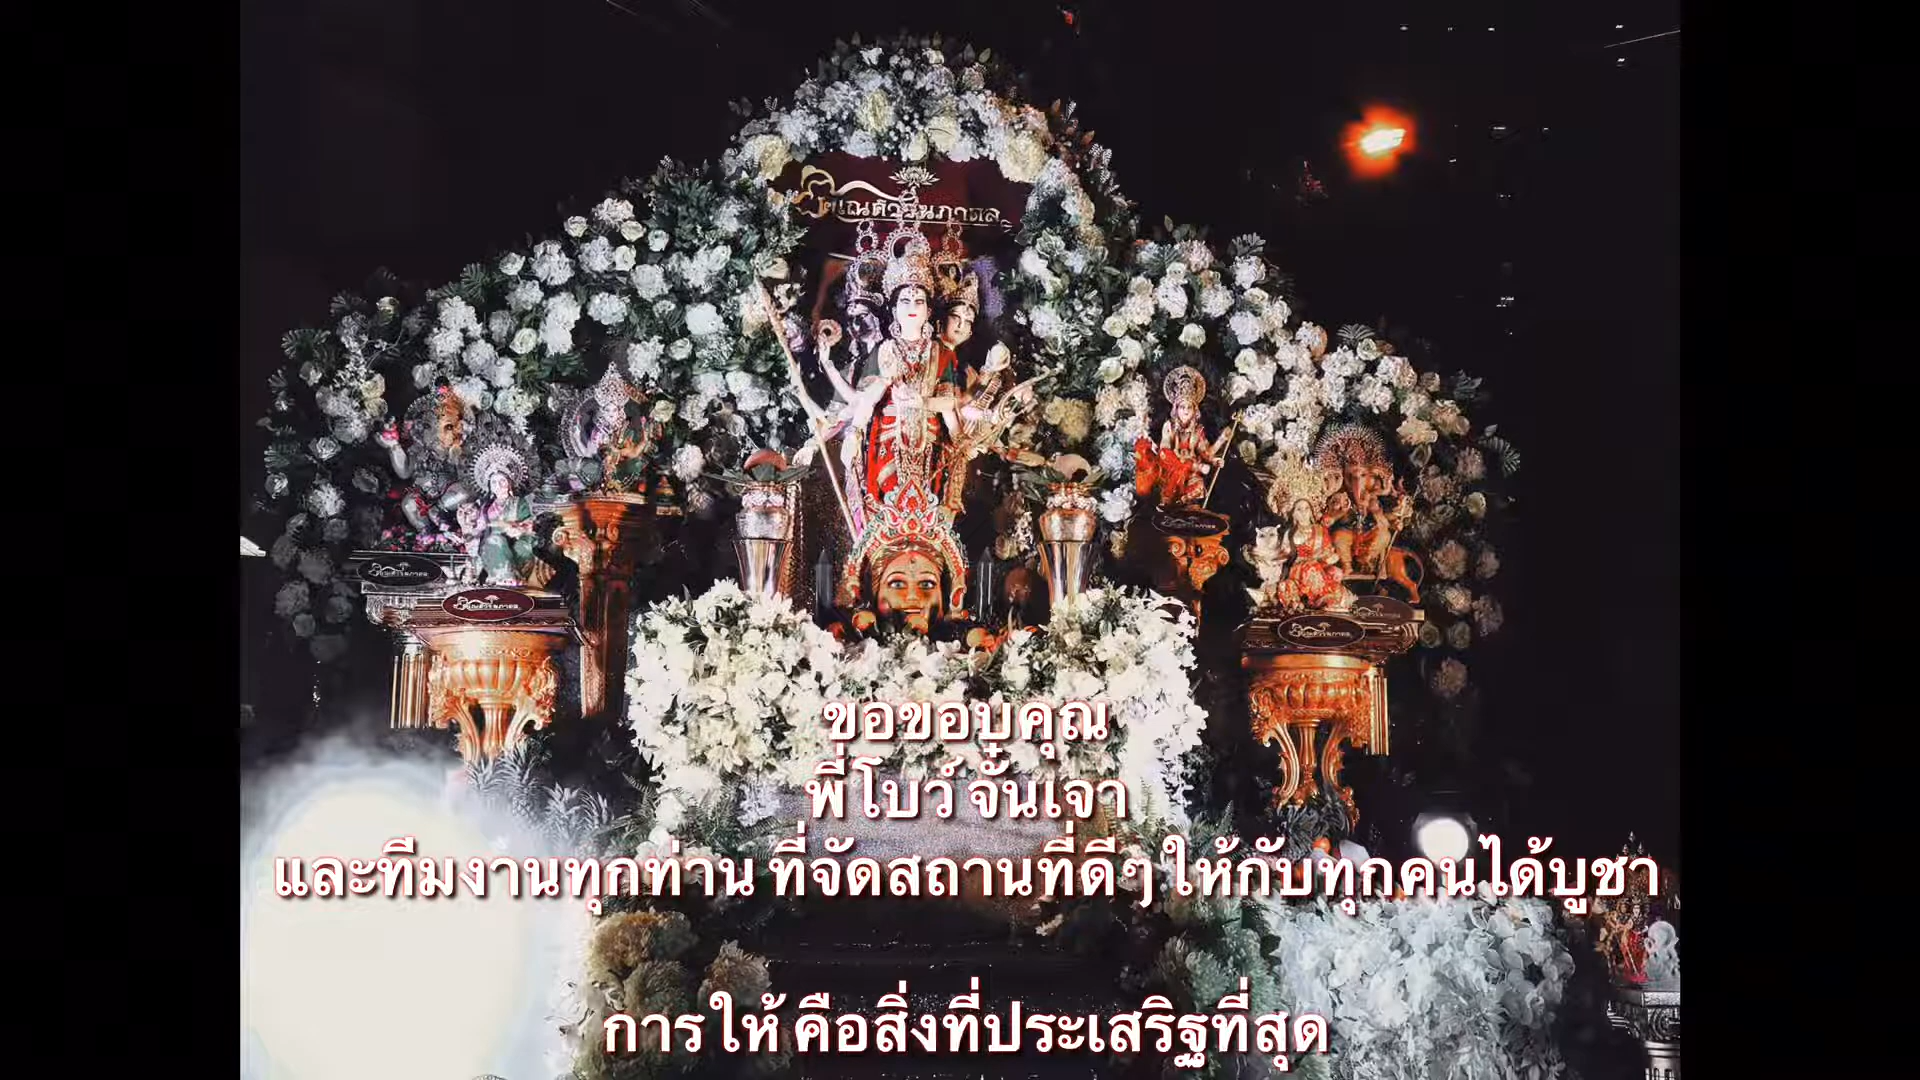 ขอขอบคุณ
พี่โบว์ จั๋นเจา
และทีมงานทุกท่าน ที่จัดสถานที่ดีๆ ให้กับทุกคนได้บูชา
การให้ คือสิ่งที่ประเสริฐที่สุด